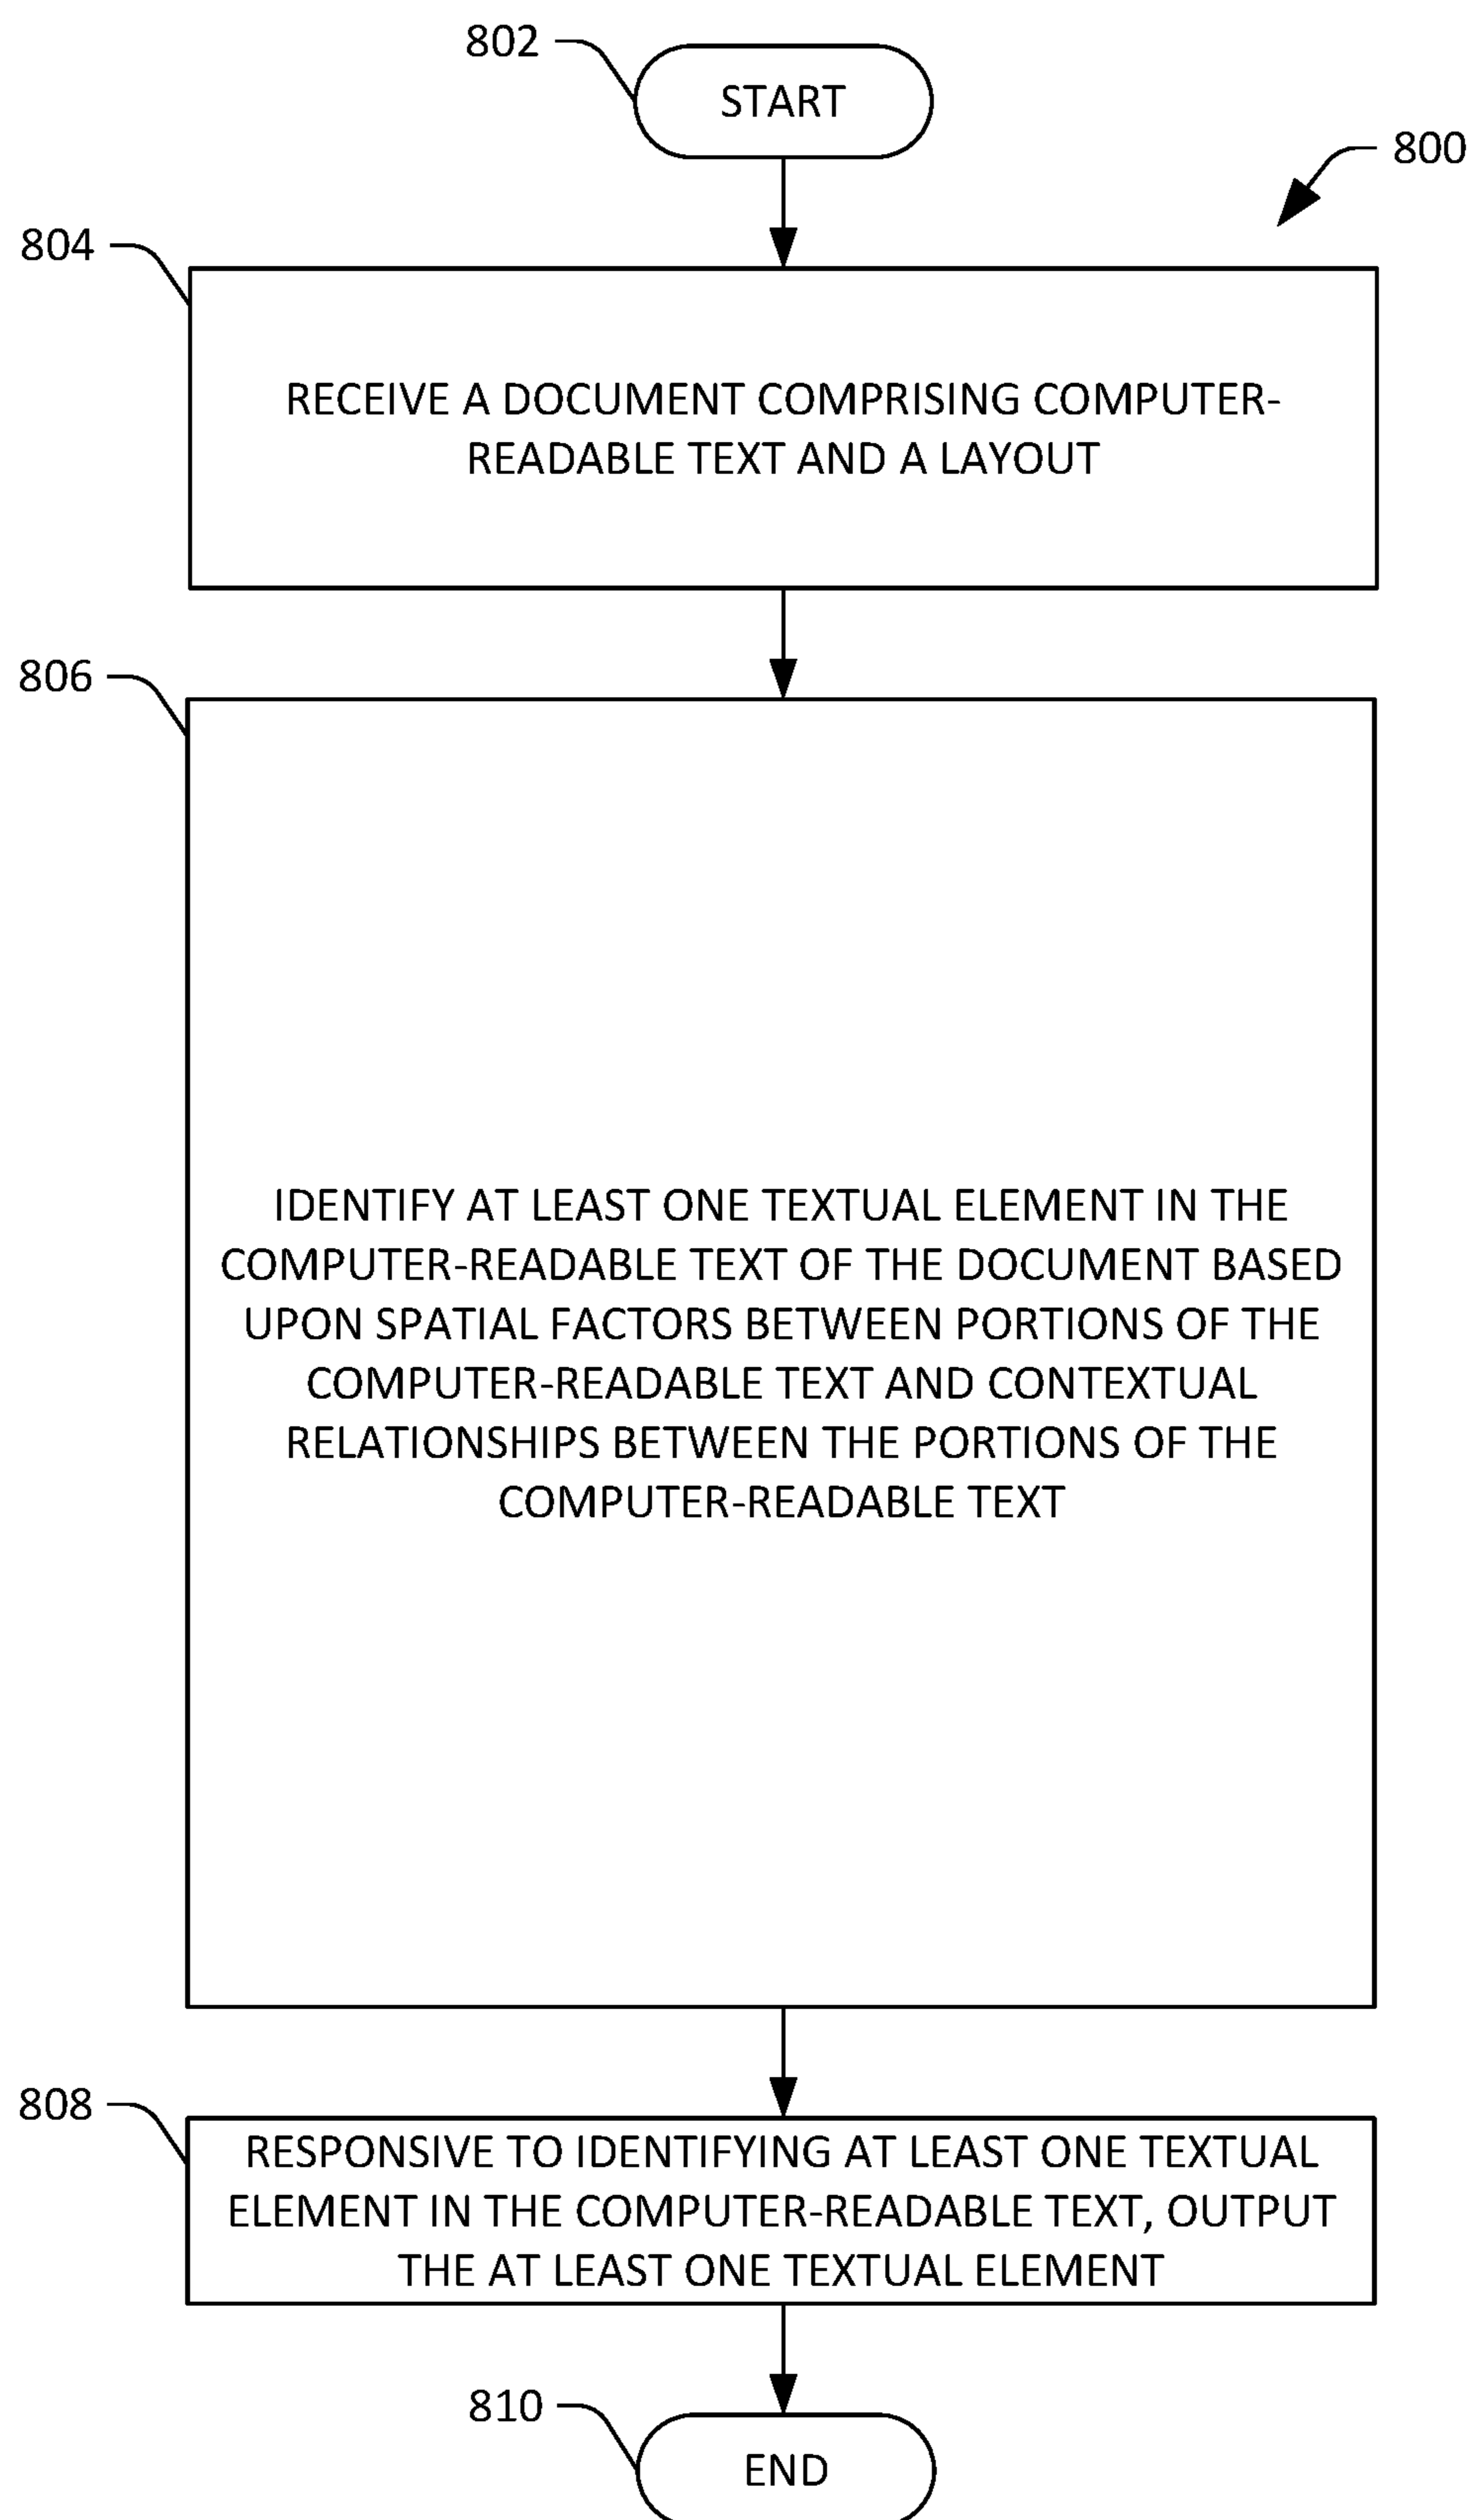 802
START
800
804
RECEIVE A DOCUMENT COMPRISING COMPUTER-
READABLE TEXT AND A LAYOUT
806
IDENTIFY AT LEAST ONE TEXTUAL ELEMENT IN THE
COMPUTER-READABLE TEXT OF THE DOCUMENT BASED
UPON SPATIAL FACTORS BETWEEN PORTIONS OF THE
COMPUTER-READABLE TEXT AND CONTEXTUAL
RELATIONSHIPS BETWEEN THE PORTIONS OF THE
COMPUTER-READABLE TEXT
808
RESPONSIVE TO IDENTIFYING AT LEAST ONE TEXTUAL
ELEMENT IN THE COMPUTER-READABLE TEXT, OUTPUT
THE AT LEAST ONE TEXTUAL ELEMENT
810
END